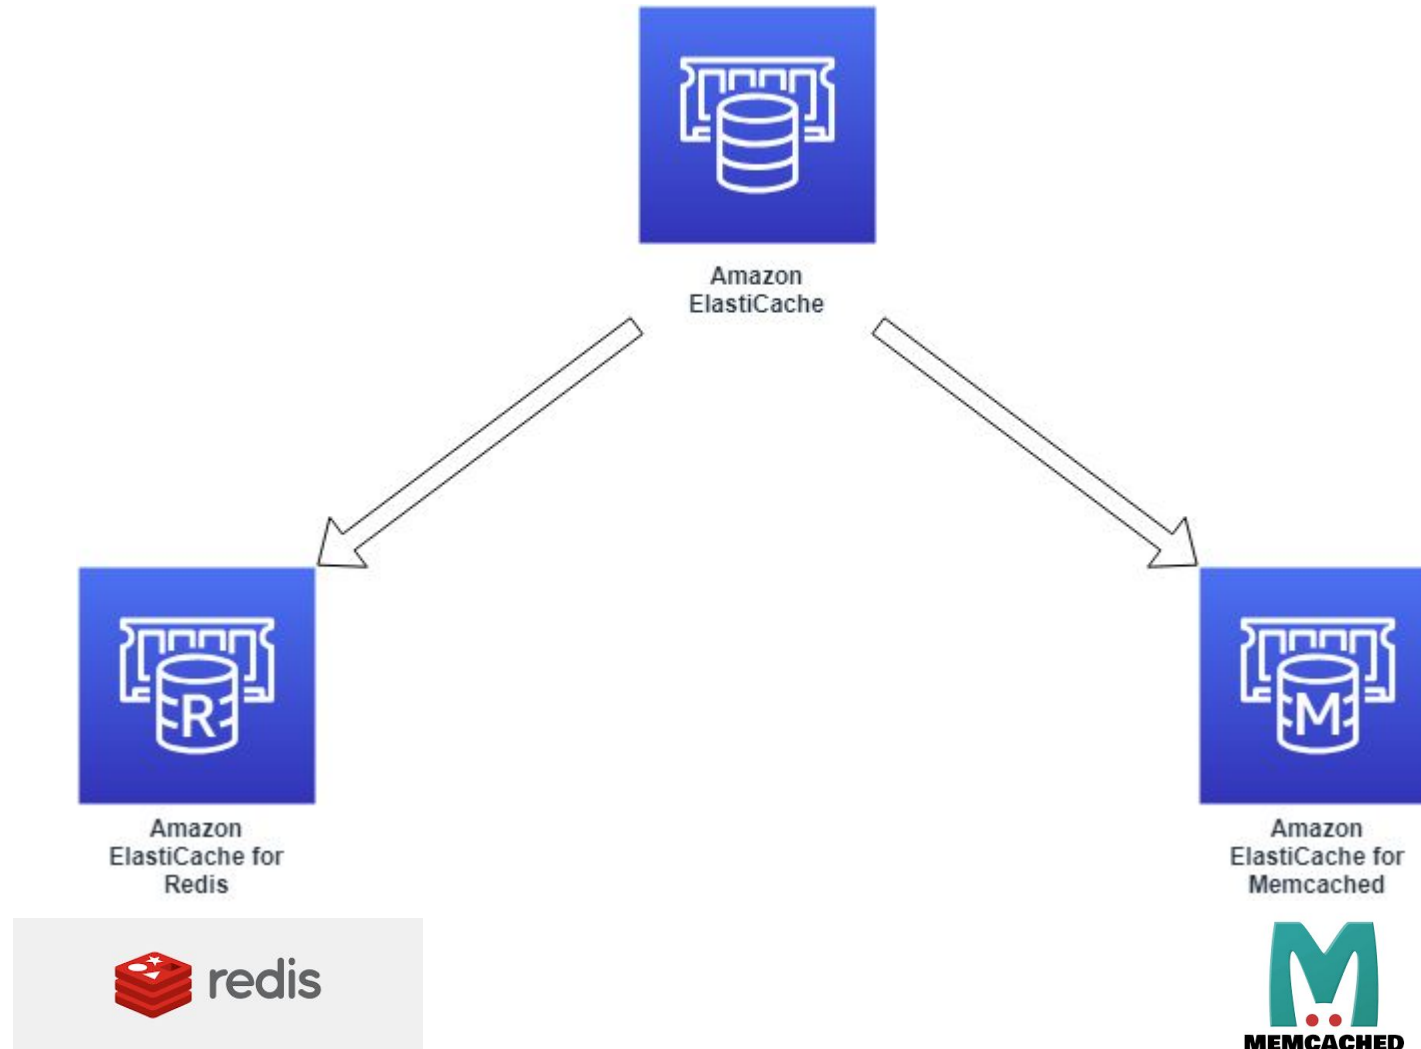 Amazon
ElastiCache
R
M
Amazon
ElastiCache for
Redis
Amazon
ElastiCache for
Memcached
redis
MEMCACHED